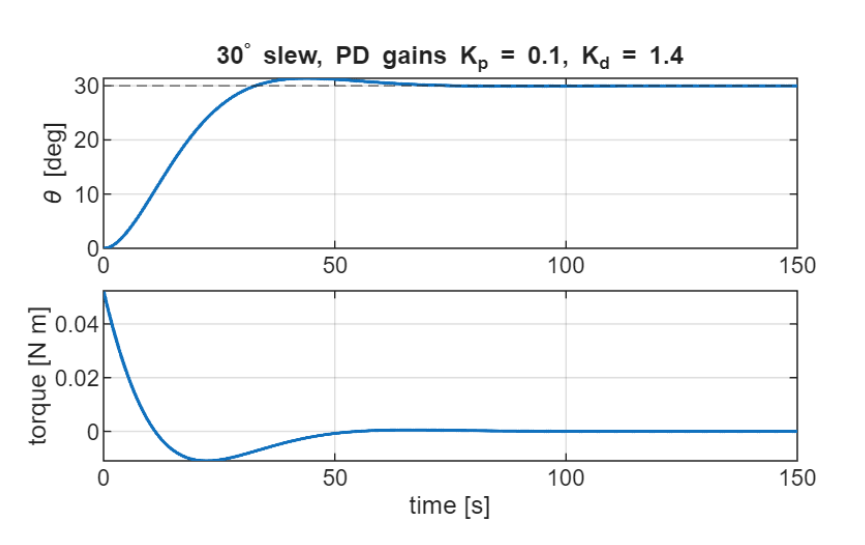 30° slew, PD gains Kp = 0.1, Kd = 1.4
30
20
10
0
θ [deg]
0 50 100 150
0.04
0.02
0
torque [N m]
0 50 100 150
time [s]